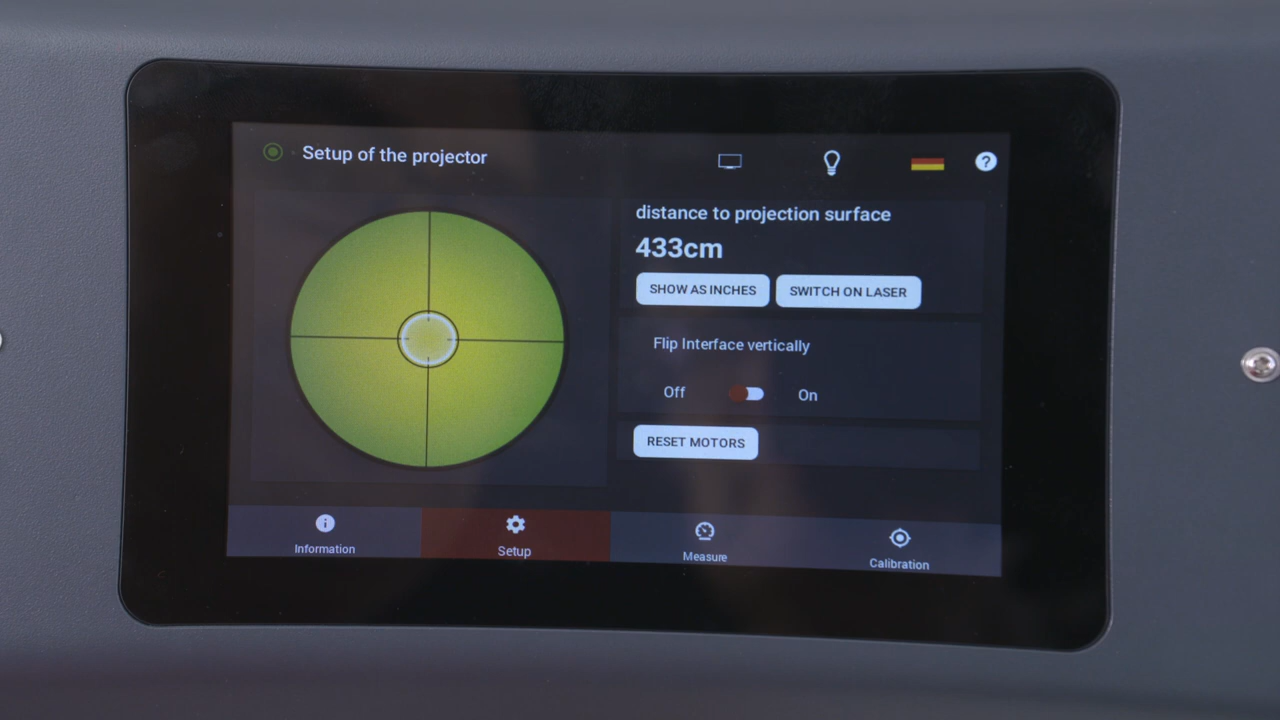 Setup of the projector
?
distance to projection surface
433cm
SHOW AS INCHES
SWITCH ON LASER
Flip Interface vertically
Off
On
RESET MOTORS
Information
Setup
Measure
Calibration